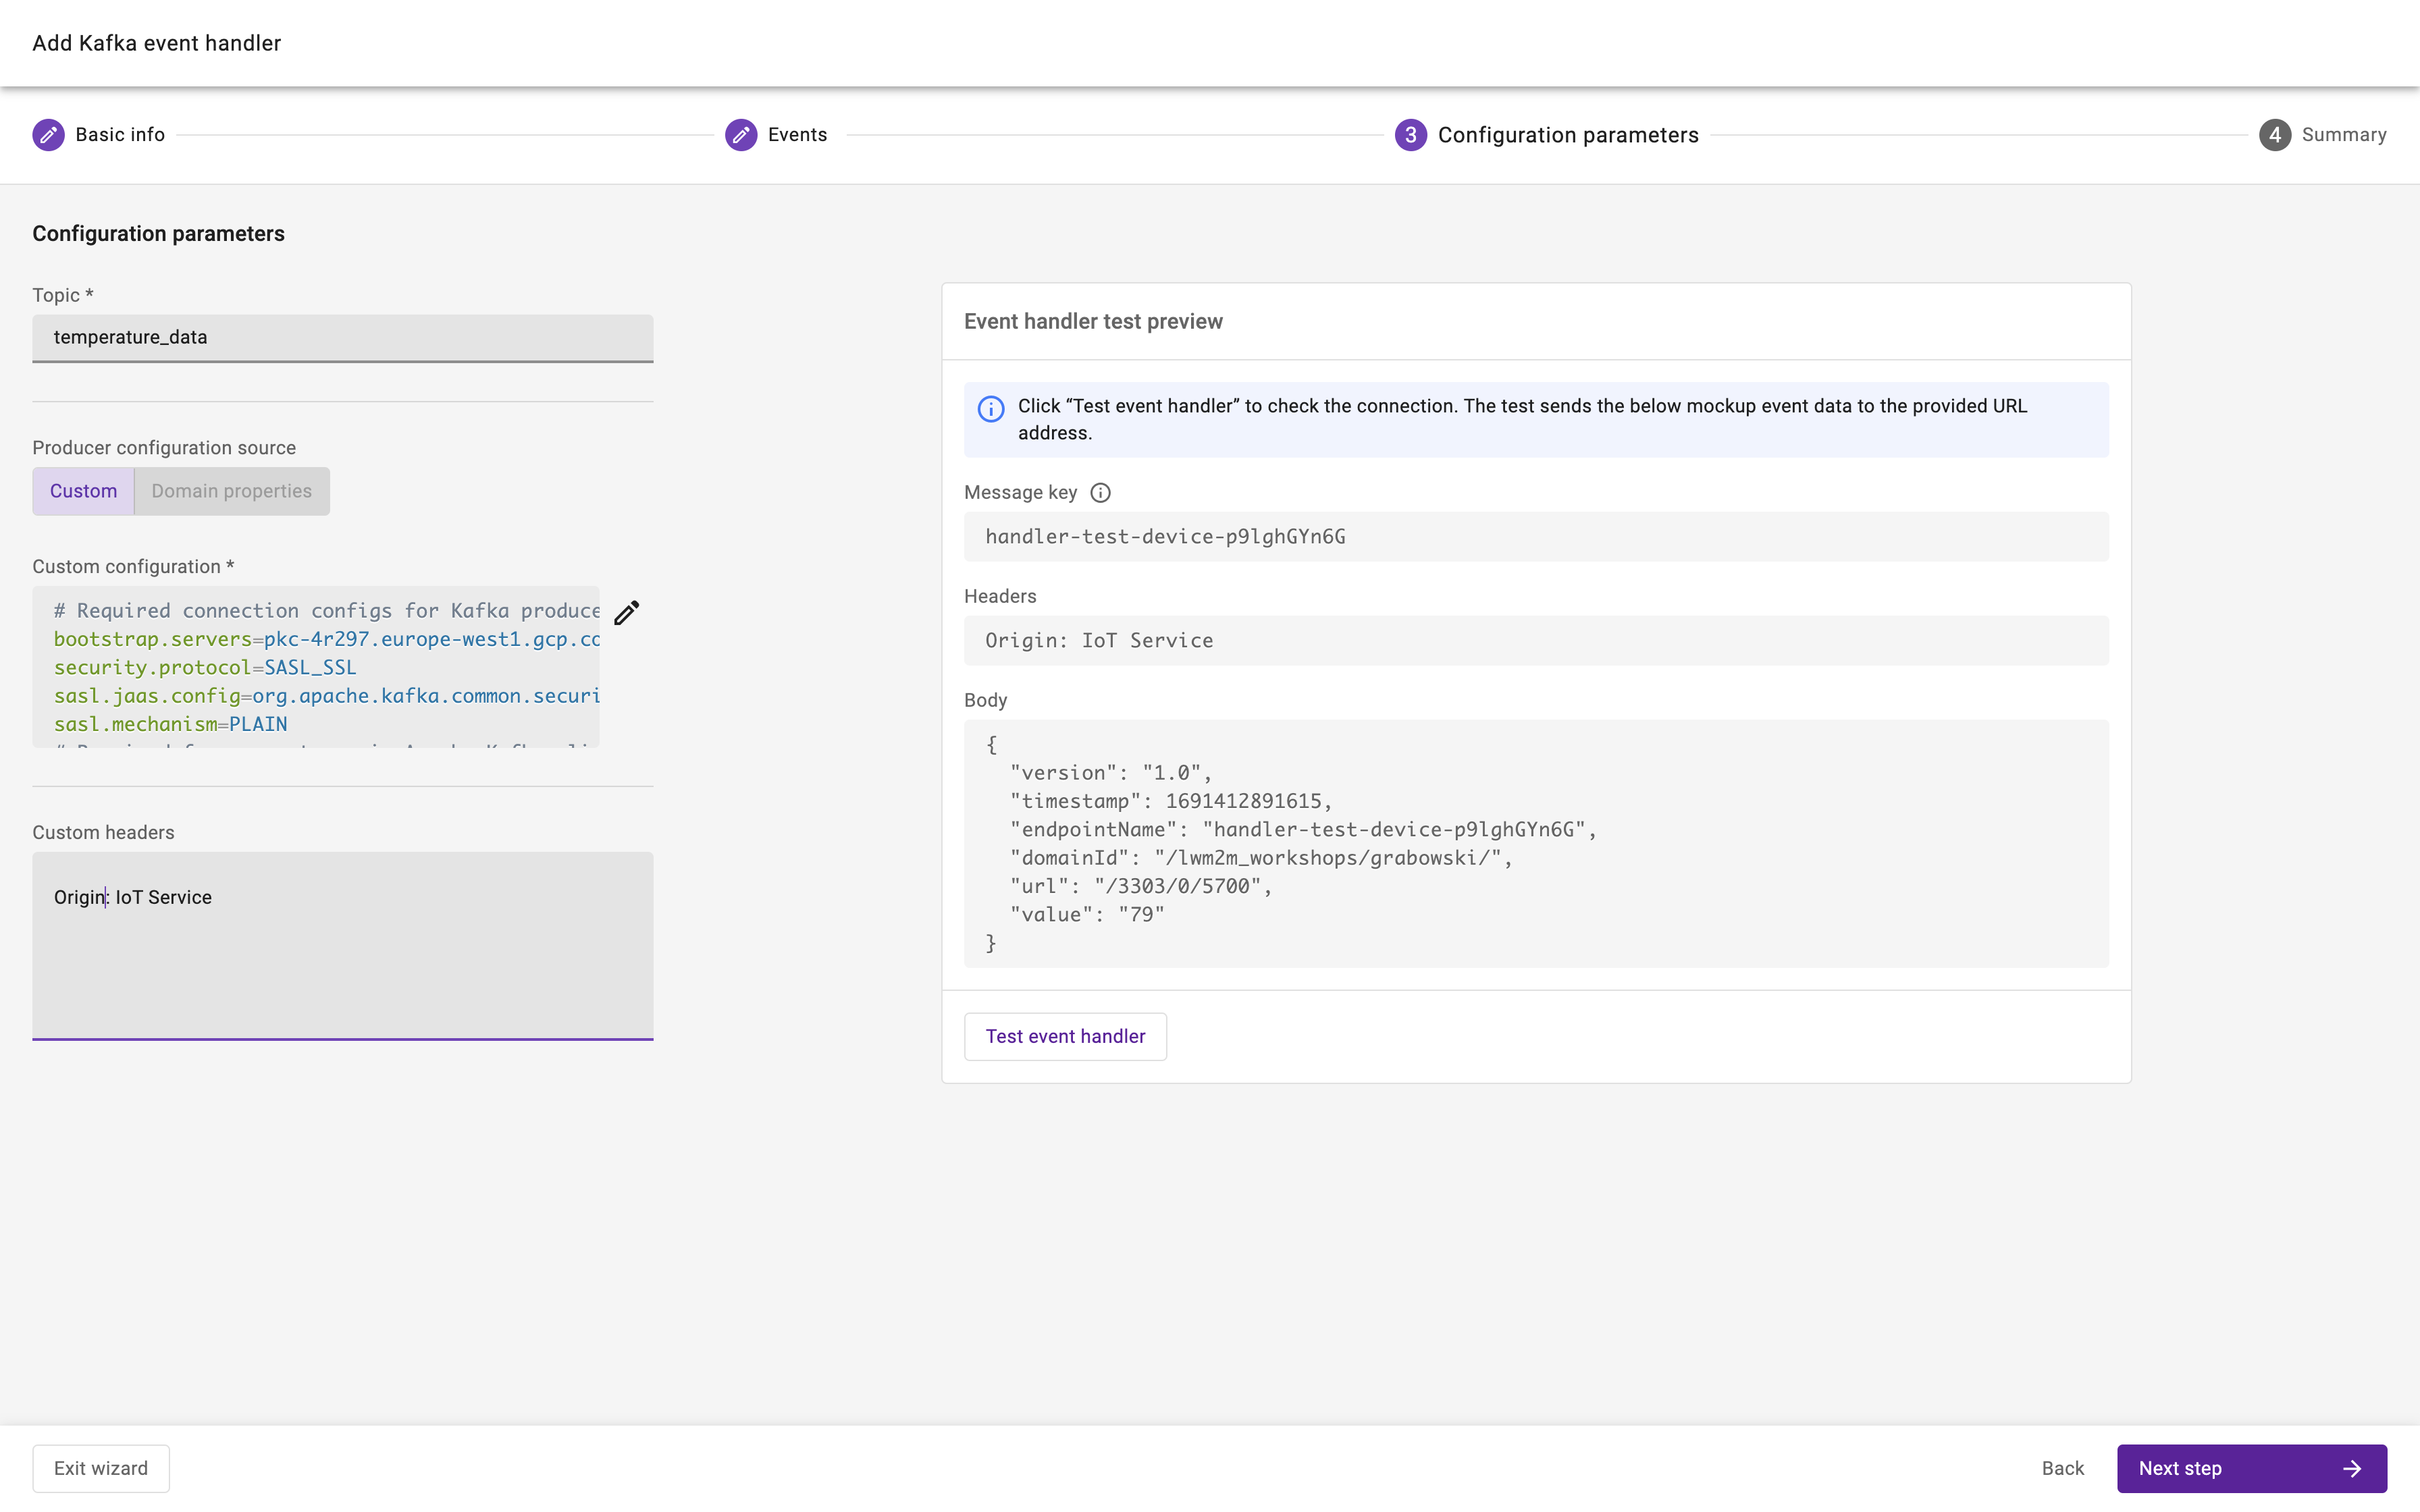 Add Kafka event handler
Basic info
Events
3 Configuration parameters
4 Summary
Configuration parameters
Topic *
temperature_data
Producer configuration source
Custom Domain properties
Custom configuration *
# Required connection configs for Kafka produce
bootstrap.servers=pkc-4r297.europe-west1.gcp.co
security.protocol=SASL_SSL
sasl.jaas.config=org.apache.kafka.common.securi
sasl.mechanism=PLAIN
Custom headers
Origin: IoT Service
Event handler test preview
Click “Test event handler” to check the connection. The test sends the below mockup event data to the provided URL
address.
Message key
handler-test-device-p9lghGYn6G
Headers
Origin: IoT Service
Body
{
"version": "1.0",
"timestamp": 1691412891615,
"endpointName": "handler-test-device-p9lghGYn6G",
"domainId": "/lwm2m_workshops/grabowski/",
"url": "/3303/0/5700",
"value": "79"
}
Test event handler
Exit wizard
Back
Next step